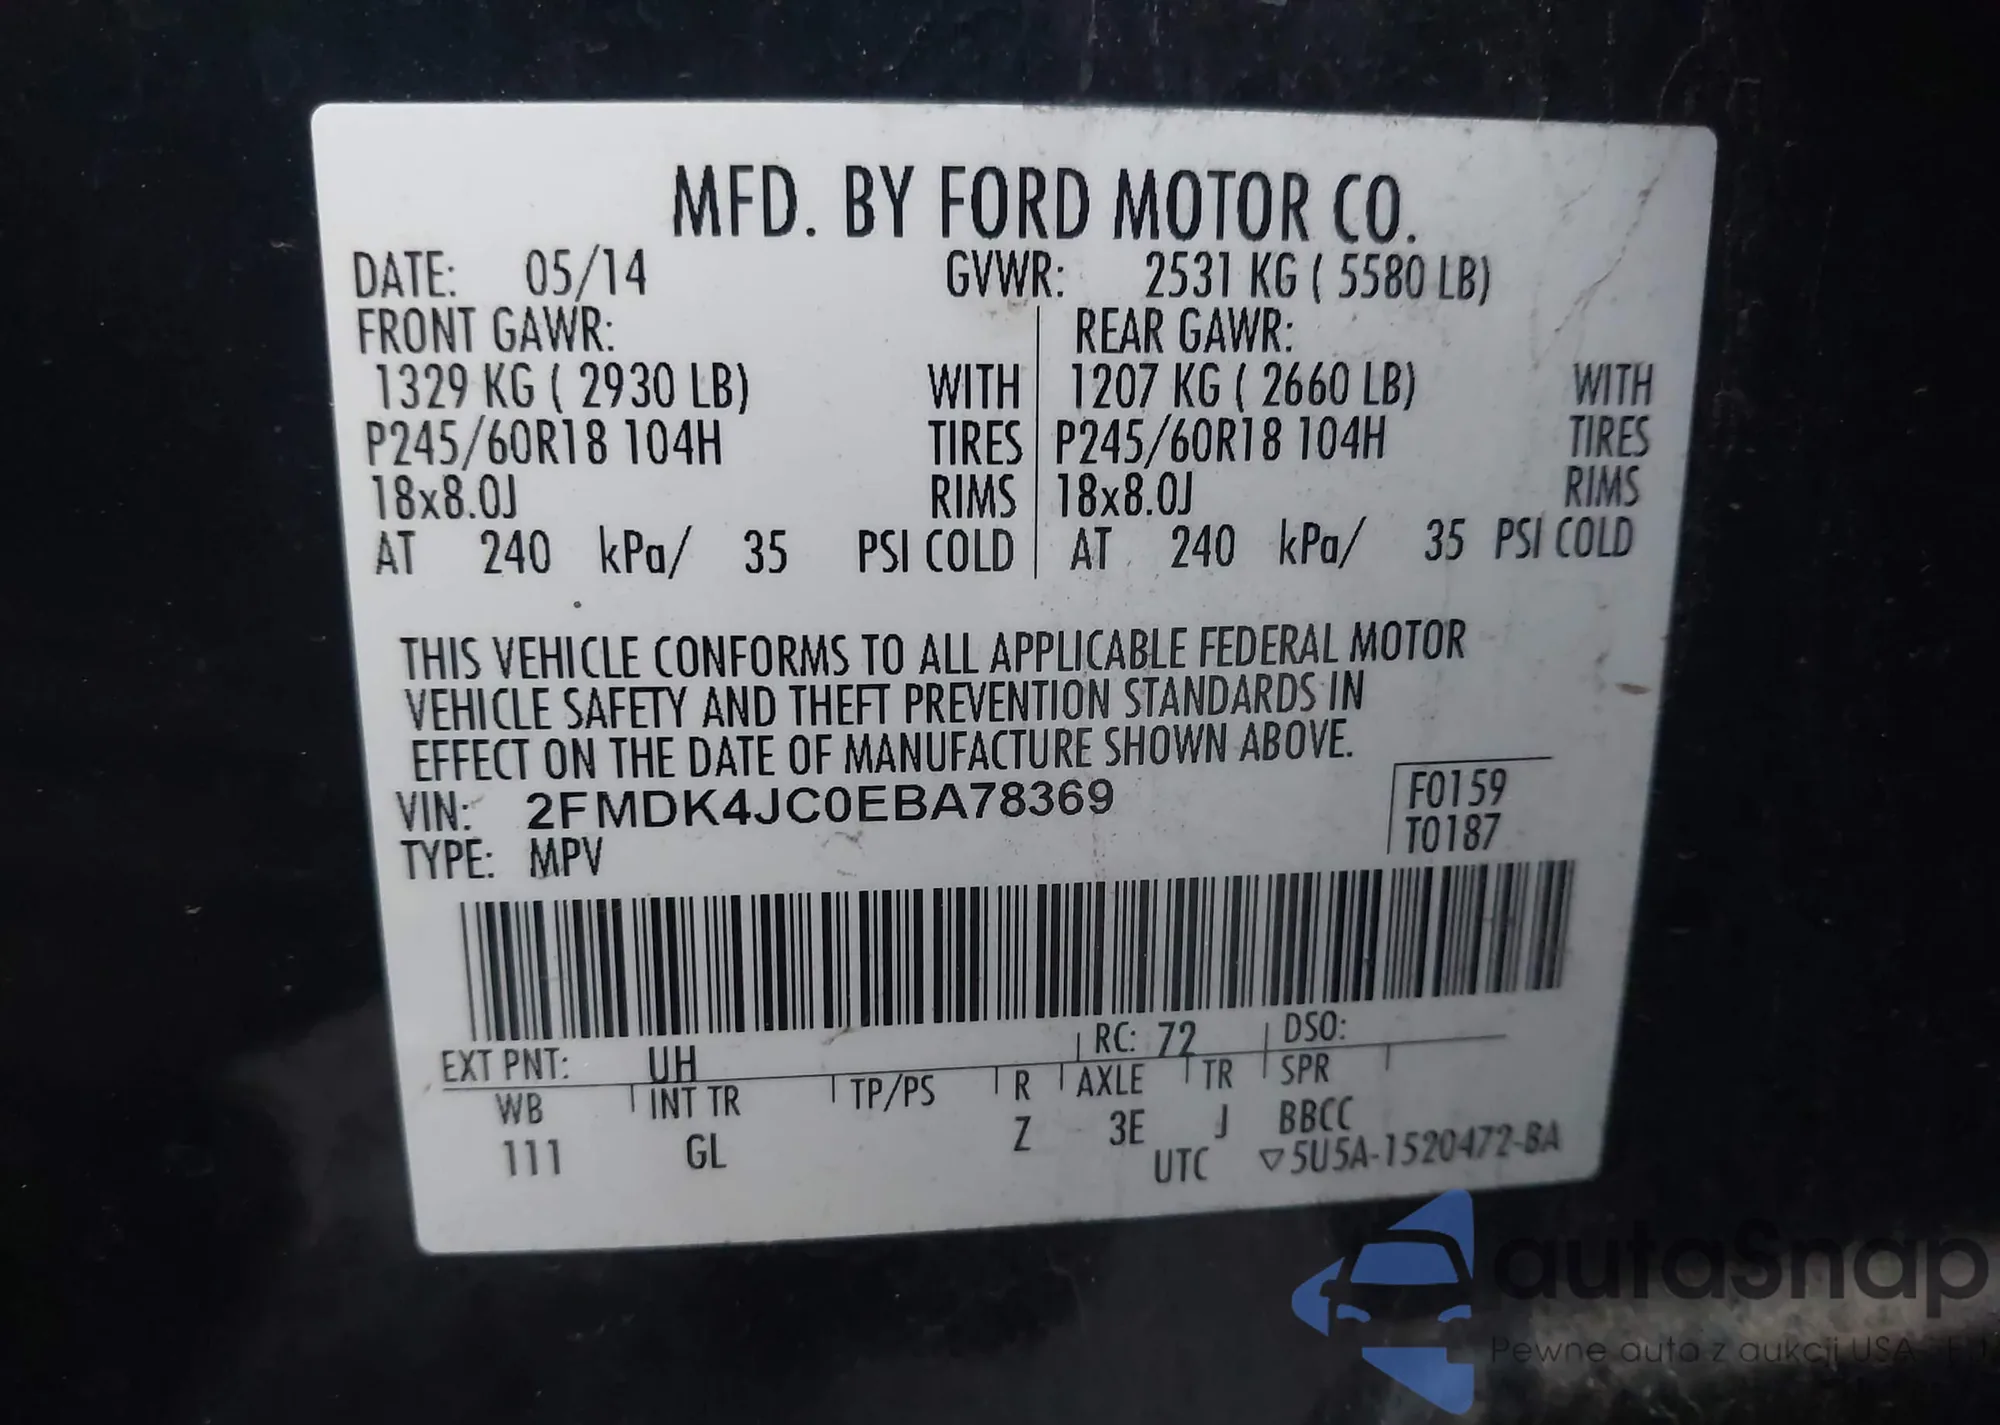 MFD. BY FORD MOTOR CO.
DATE: 05/14 GVWR: 2531 KG ( 5580 LB)
FRONT GAWR: REAR GAWR:
1329 KG ( 2930 LB) WITH 1207 KG ( 2660 LB) WITH
P245/60R18 104H TIRES P245/60R18 104H TIRES
18x8.0J RIMS 18x8.0J RIMS
AT 240 kPa/ 35 PSI COLD AT 240 kPa/ 35 PSI COLD
THIS VEHICLE CONFORMS TO ALL APPLICABLE FEDERAL MOTOR
VEHICLE SAFETY AND THEFT PREVENTION STANDARDS IN
EFFECT ON THE DATE OF MANUFACTURE SHOWN ABOVE.
VIN: 2FMDK4JC0EBA78369 F0159
TYPE: MPV T0187
EXT PNT: UH RC: 72 DSO:
WB INT TR TP/PS R AXLE TR SPR
111 GL Z 3E J BBCC
UTC ▽5U5A-1520472-BA
autaSnap
Pewne auta z aukcji USA